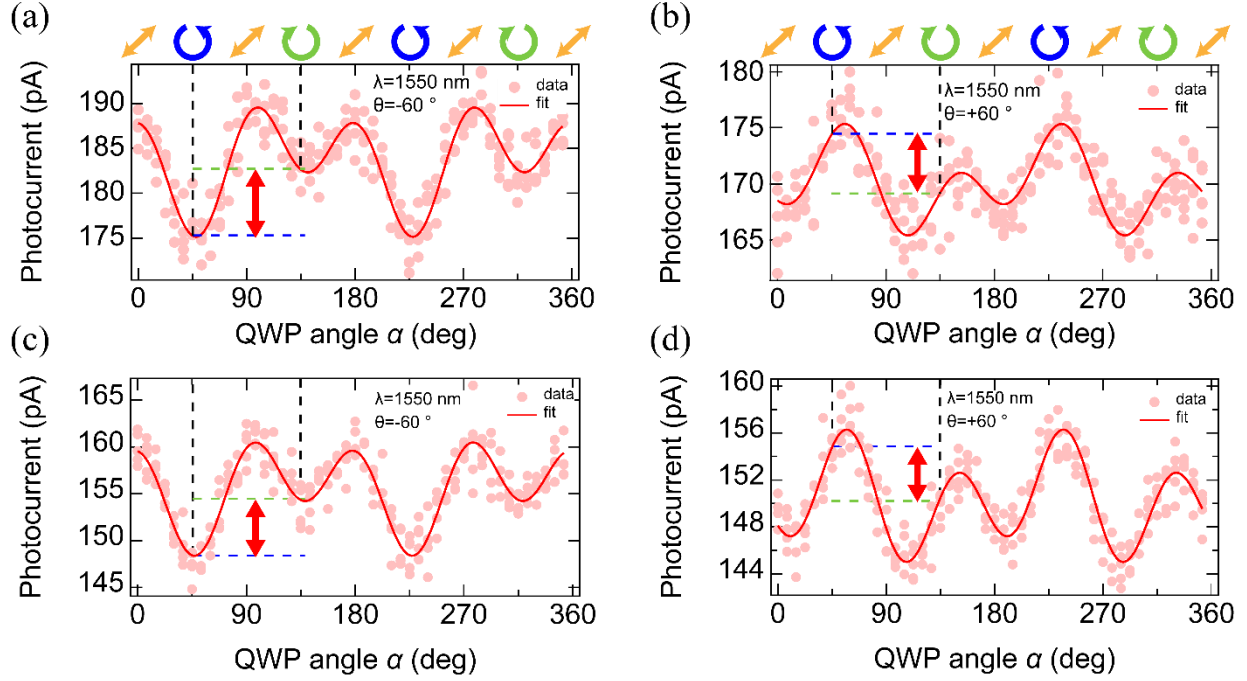 (a)
Photocurrent (pA)
190
185
180
175
λ=1550 nm
θ=-60 °
data
fit
0 90 180 270 360
QWP angle α (deg)
(b)
Photocurrent (pA)
180
175
170
165
λ=1550 nm
θ=+60 °
data
fit
0 90 180 270 360
QWP angle α (deg)
(c)
Photocurrent (pA)
165
160
155
150
145
λ=1550 nm
θ=-60 °
data
fit
0 90 180 270 360
QWP angle α (deg)
(d)
Photocurrent (pA)
160
156
152
148
144
λ=1550 nm
θ=+60 °
data
fit
0 90 180 270 360
QWP angle α (deg)